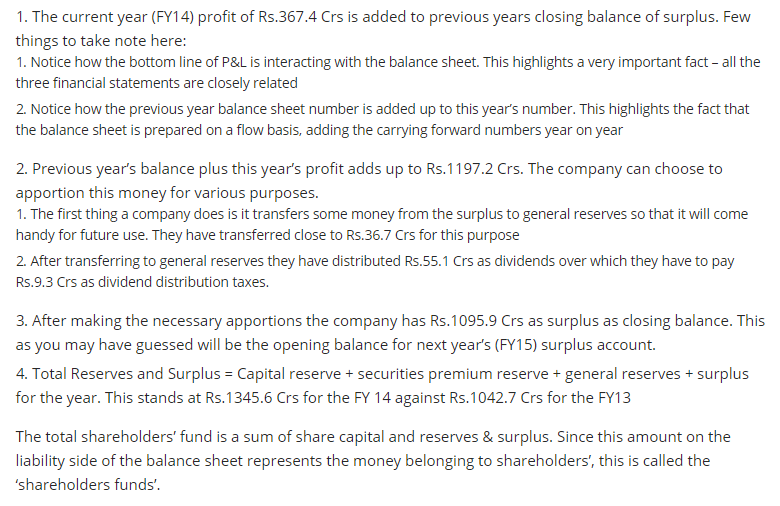 1. The current year (FY14) profit of Rs.367.4 Crs is added to previous years closing balance of surplus. Few
things to take note here:
1. Notice how the bottom line of P&L is interacting with the balance sheet. This highlights a very important fact – all the
three financial statements are closely related
2. Notice how the previous year balance sheet number is added up to this year's number. This highlights the fact that
the balance sheet is prepared on a flow basis, adding the carrying forward numbers year on year
2. Previous year's balance plus this year's profit adds up to Rs.1197.2 Crs. The company can choose to
apportion this money for various purposes.
1. The first thing a company does is it transfers some money from the surplus to general reserves so that it will come
handy for future use. They have transferred close to Rs.36.7 Crs for this purpose
2. After transferring to general reserves they have distributed Rs.55.1 Crs as dividends over which they have to pay
Rs.9.3 Crs as dividend distribution taxes.
3. After making the necessary apportions the company has Rs.1095.9 Crs as surplus as closing balance. This
as you may have guessed will be the opening balance for next year's (FY15) surplus account.
4. Total Reserves and Surplus = Capital reserve + securities premium reserve + general reserves + surplus
for the year. This stands at Rs.1345.6 Crs for the FY 14 against Rs.1042.7 Crs for the FY13
The total shareholders' fund is a sum of share capital and reserves & surplus. Since this amount on the
liability side of the balance sheet represents the money belonging to shareholders', this is called the
'shareholders funds'.